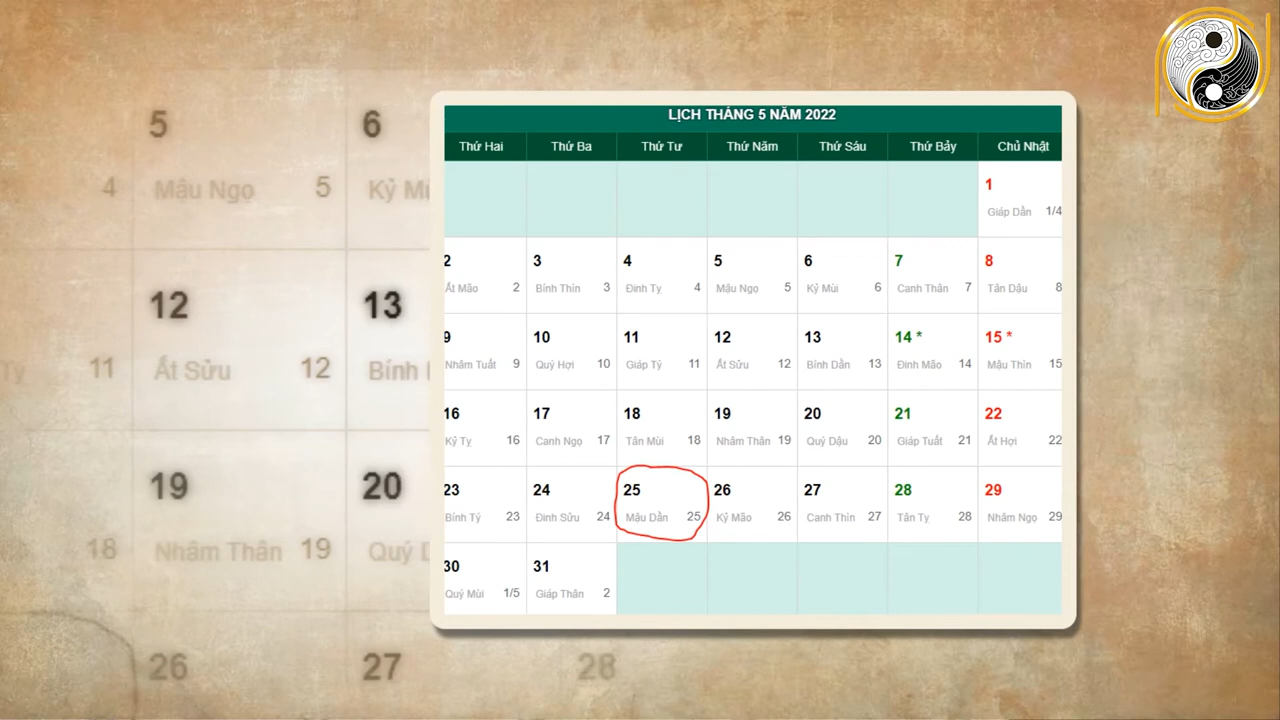 5
6
4
Mậu Ngọ
5
Kỷ Mù
12
13
Tỵ
11
Ất Sửu
12
Bính
19
20
18
Nhâm Thân
19
Quý
26
27
28
LỊCH THÁNG 5 NĂM 2022
Thứ Hai Thứ Ba Thứ Tư Thứ Năm Thứ Sáu Thứ Bảy Chủ Nhật
1
Giáp Dần 1/4
2 3 4 5 6 7 8
Ất Mão 2 Bính Thìn 3 Đinh Tỵ 4 Mậu Ngọ 5 Kỷ Mùi 6 Canh Thân 7 Tân Dậu 8
9 10 11 12 13 14 * 15 *
Nhâm Tuất 9 Quý Hợi 10 Giáp Tý 11 Ất Sửu 12 Bính Dần 13 Đinh Mão 14 Mậu Thìn 15
16 17 18 19 20 21 22
Kỷ Tỵ 16 Canh Ngọ 17 Tân Mùi 18 Nhâm Thân 19 Quý Dậu 20 Giáp Tuất 21 Ất Hợi 22
23 24 25 26 27 28 29
Bính Tý 23 Đinh Sửu 24 Mậu Dần 25 Kỷ Mão 26 Canh Thìn 27 Tân Tỵ 28 Nhâm Ngọ 29
30 31
Quý Mùi 1/5 Giáp Thân 2